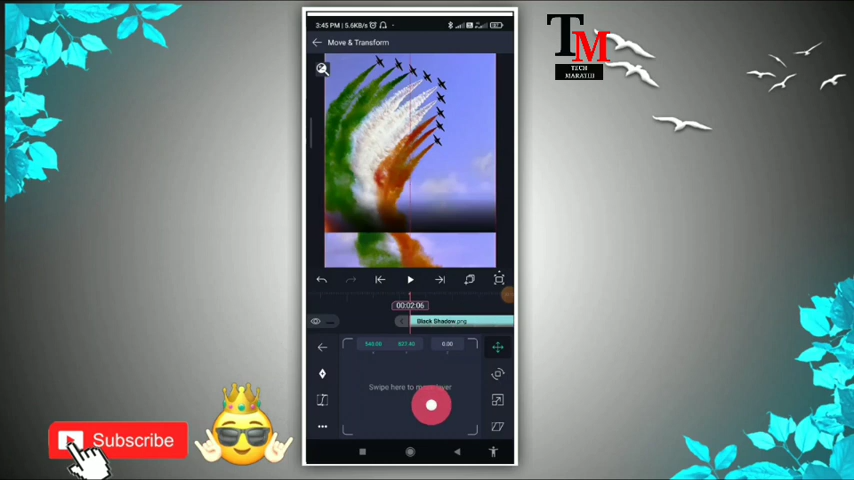 3:45 PM | 5.6KB/s
Move & Transform
TM
TECH
MARATHI
00:02:06
Black Shadow.png
540.00
627.40
0.00
Swipe here to move layer
Subscribe